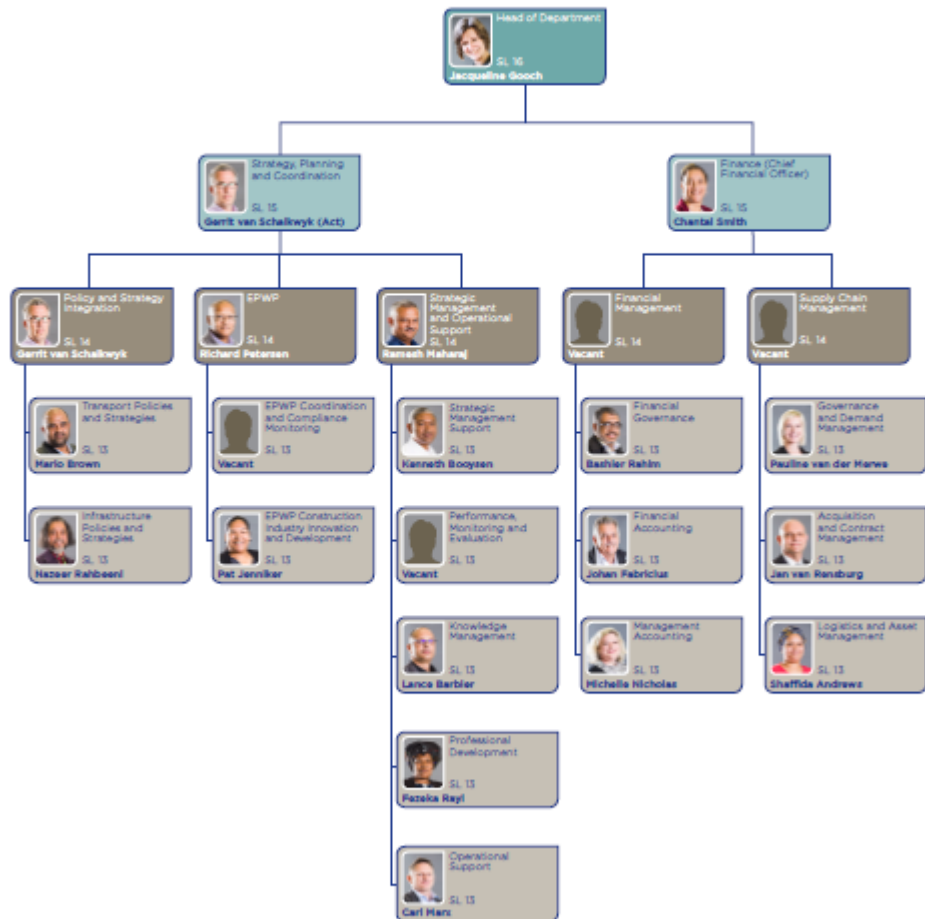 Head of Department
SL 16
Jacqueline Gooch
Strategy, Planning
and Coordination
SL 15
Gerrit van Schalkwyk (Act)
Finance (Chief
Financial Officer)
SL 15
Chantal Smith
Policy and Strategy
Integration
SL 14
Gerrit van Schalkwyk
EPWP
SL 14
Richard Petersen
Strategic
Management
and Operational
Support
SL 14
Ramesh Maharaj
Financial
Management
SL 14
Vacant
Supply Chain
Management
SL 14
Vacant
Transport Policies
and Strategies
SL 13
Mario Brown
EPWP Coordination
and Compliance
Monitoring
SL 13
Vacant
Strategic
Management
Support
SL 13
Kenneth Booysen
Financial
Governance
SL 13
Bashier Rahim
Governance
and Demand
Management
SL 13
Pauline van der Merwe
Infrastructure
Policies and
Strategies
SL 13
Nazeer Rahbeeni
EPWP Construction
Industry Innovation
and Development
SL 13
Pat Jenniker
Performance,
Monitoring and
Evaluation
SL 13
Vacant
Financial
Accounting
SL 13
Johan Fabricius
Acquisition
and Contract
Management
SL 13
Jan van Rensburg
Knowledge
Management
SL 13
Lance Barbier
Management
Accounting
SL 13
Michelle Nicholas
Logistics and Asset
Management
SL 13
Shaffida Andrews
Professional
Development
SL 13
Fezeka Rayi
Operational
Support
SL 13
Carl Marx